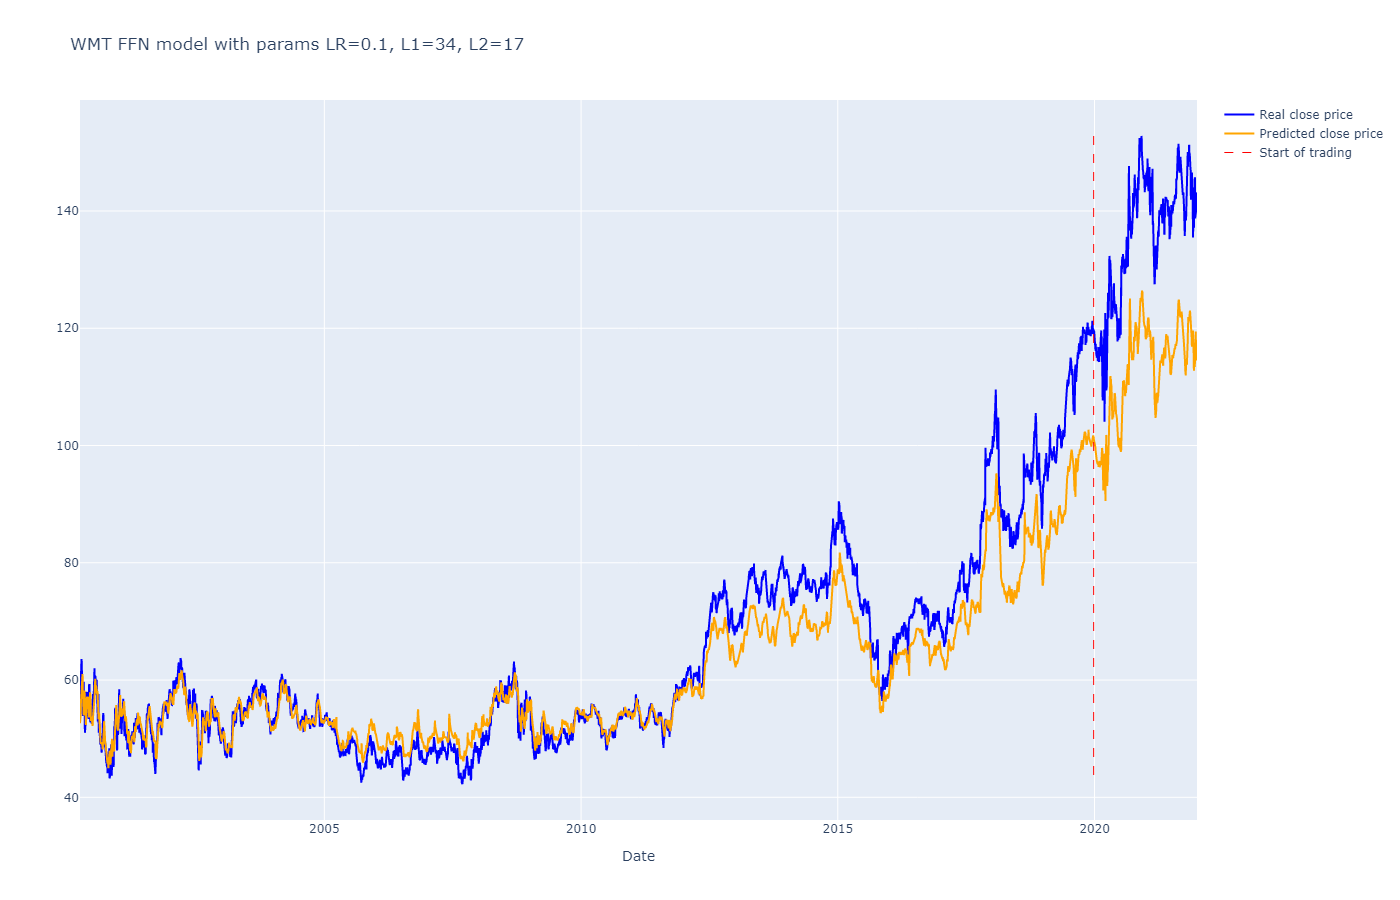 WMT FFN model with params LR=0.1, L1=34, L2=17
Real close price
Predicted close price
Start of trading
140
120
100
80
60
40
2005
2010
2015
2020
Date